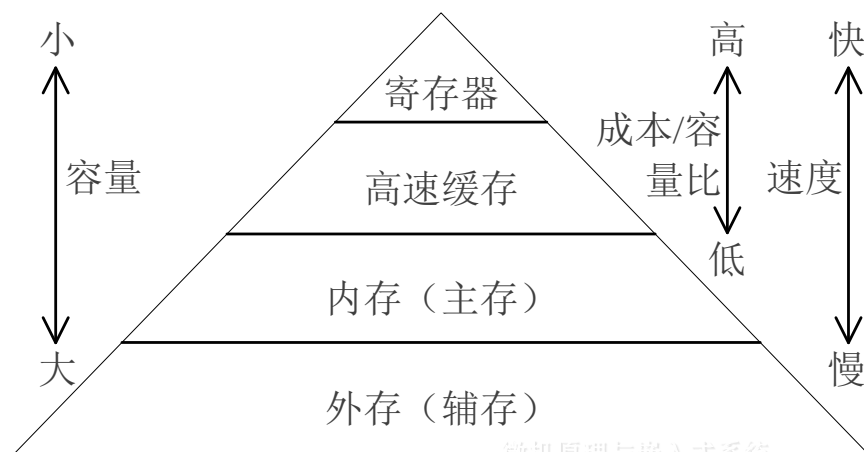 小
高
快
寄存器
成本/容
量比
容量
高速缓存
速度
低
内存（主存）
大
慢
外存（辅存）